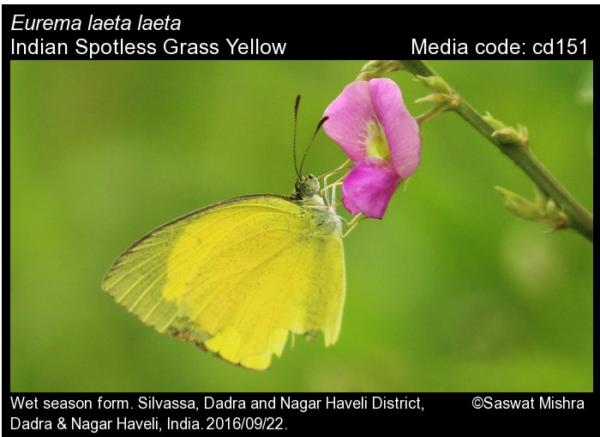 Eurema laeta laeta
Indian Spotless Grass Yellow
Media code: cd151
Wet season form. Silvassa, Dadra and Nagar Haveli District,
Dadra & Nagar Haveli, India. 2016/09/22.
©Saswat Mishra